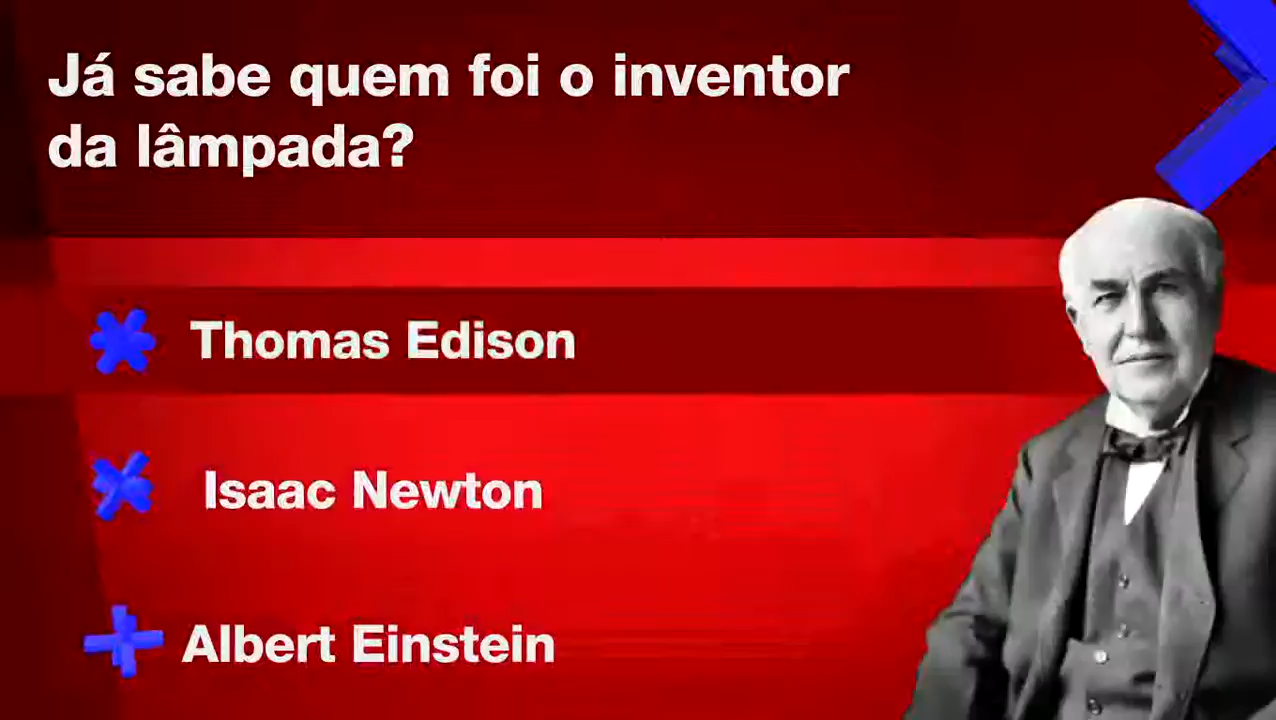 Já sabe quem foi o inventor
da lâmpada?
Thomas Edison
Isaac Newton
Albert Einstein